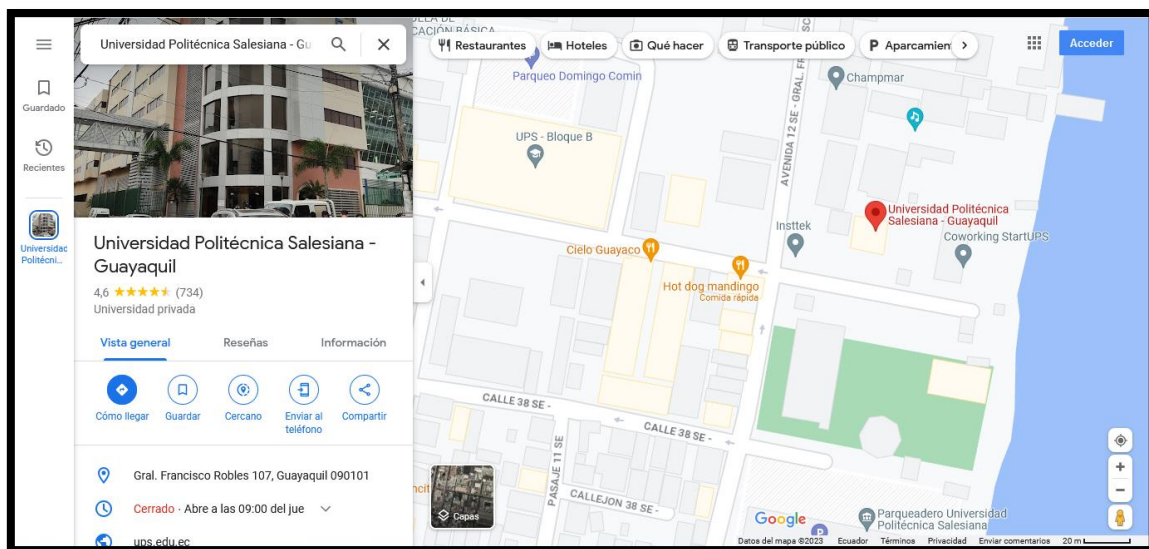 Universidad Politécnica Salesiana - Gu
Guardado
Recientes
Universidad
Politécni...
Universidad Politécnica Salesiana -
Guayaquil
4,6 ★★★★★ (734)
Universidad privada
Vista general
Reseñas
Información
Cómo llegar
Guardar
Cercano
Enviar al
teléfono
Compartir
Gral. Francisco Robles 107, Guayaquil 090101
Cerrado · Abre a las 09:00 del jue
ups.edu.ec
Restaurantes
Hoteles
Qué hacer
Transporte público
P Aparcamien
Acceder
CACIÓN BÁSICA
Parqueo Domingo Comin
Champmar
UPS - Bloque B
AVENIDA 12 SE - GRAL. FR
Universidad Politécnica
Salesiana - Guayaquil
Insttek
Coworking StartUPS
Cielo Guayaco
Hot dog mandingo
Comida rápida
CALLE 38 SE -
CALLE 38 SE -
PASAJE 11 SE
CALLEJON 38 SE -
Capas
Google
Parqueadero Universidad
Politécnica Salesiana
Datos del mapa ©2023
Ecuador
Términos
Privacidad
Enviar comentarios
20 m